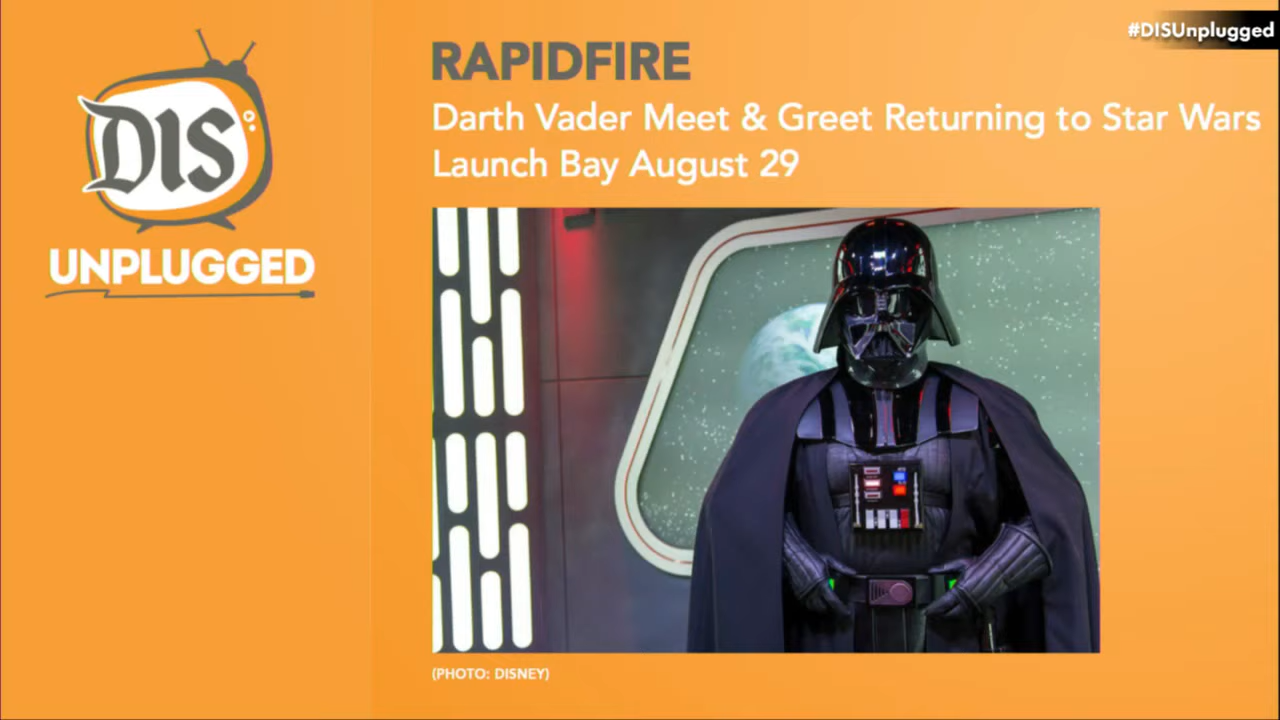 #DISUnplugged
DIS
UNPLUGGED
RAPIDFIRE
Darth Vader Meet & Greet Returning to Star Wars
Launch Bay August 29
(PHOTO: DISNEY)